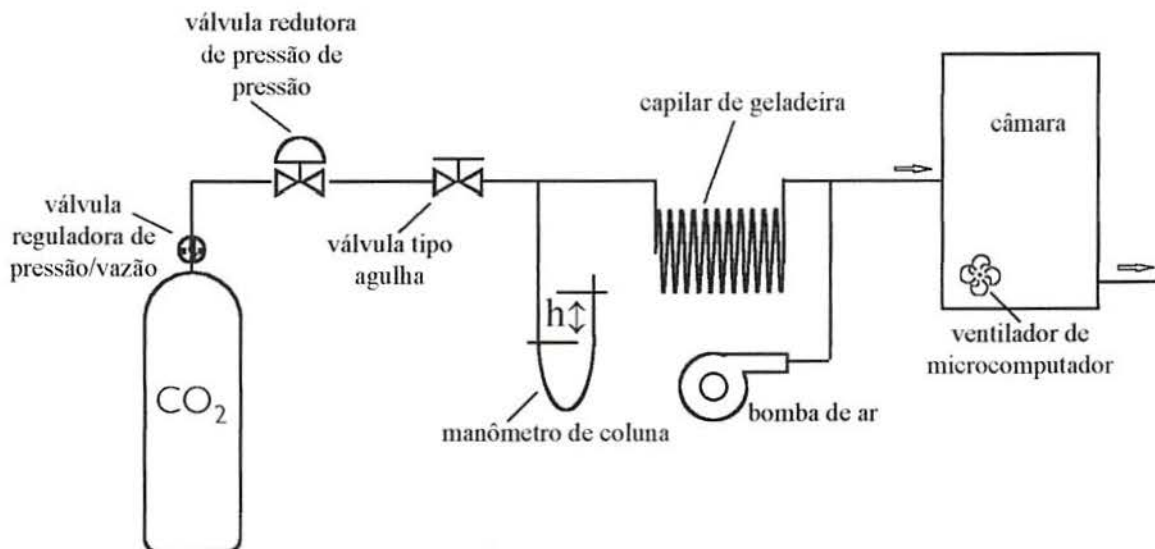 válvula redutora
de pressão de
pressão
capilar de geladeira
câmara
válvula
reguladora de
pressão/vazão
válvula tipo
agulha
h
ventilador de
microcomputador
CO2
manômetro de coluna
bomba de ar